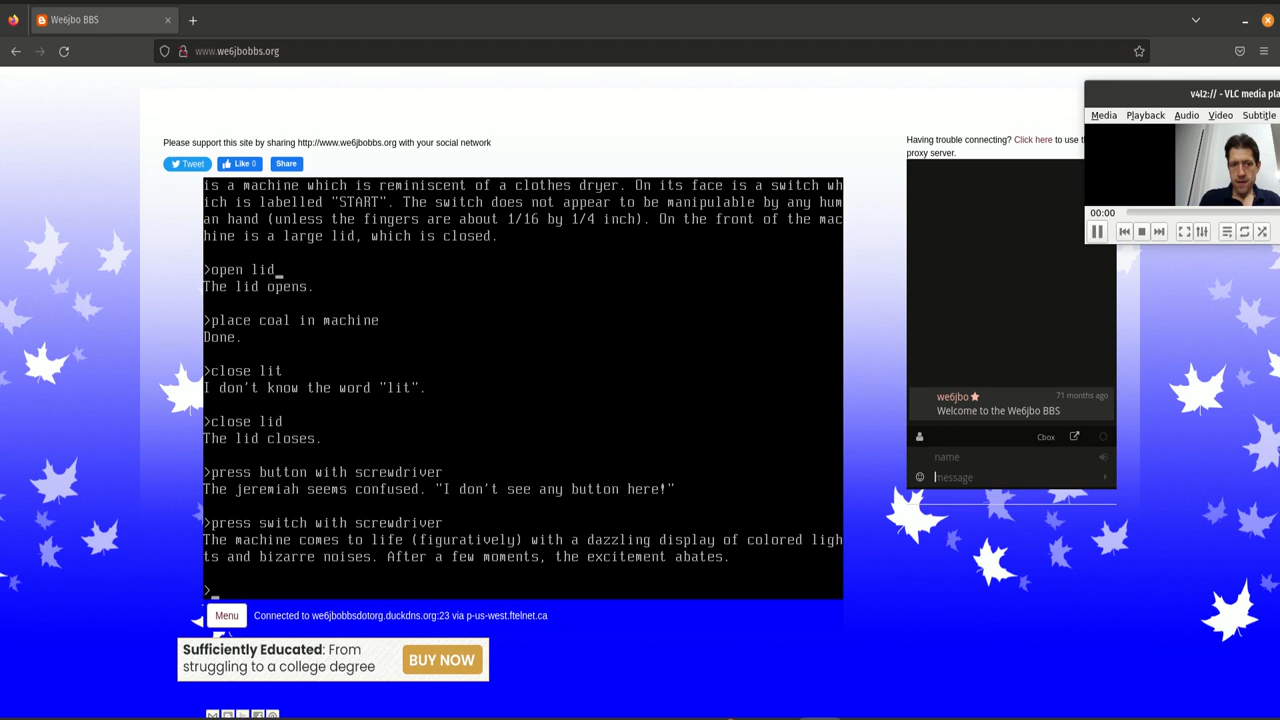 We6jbo BBS
www.we6jbobbs.org
v4l2:// - VLC media pla
Media Playback Audio Video Subtitle
00:00
Please support this site by sharing http://www.we6jbobbs.org with your social network
Tweet Like 0 Share
Having trouble connecting? Click here to use t
proxy server.
is a machine which is reminiscent of a clothes dryer. On its face is a switch wh
ich is labelled "START". The switch does not appear to be manipulable by any hum
an hand (unless the fingers are about 1/16 by 1/4 inch). On the front of the mac
hine is a large lid, which is closed.
>open lid_
The lid opens.
>place coal in machine
Done.
>close lit
I don't know the word "lit".
>close lid
The lid closes.
>press button with screwdriver
The jeremiah seems confused. "I don't see any button here!"
>press switch with screwdriver
The machine comes to life (figuratively) with a dazzling display of colored ligh
ts and bizarre noises. After a few moments, the excitement abates.
>_
we6jbo 71 months ago
Welcome to the We6jbo BBS
Cbox
name
message
Menu Connected to we6jbobbsdotorg.duckdns.org:23 via p-us-west.ftelnet.ca
Sufficiently Educated: From
struggling to a college degree
BUY NOW